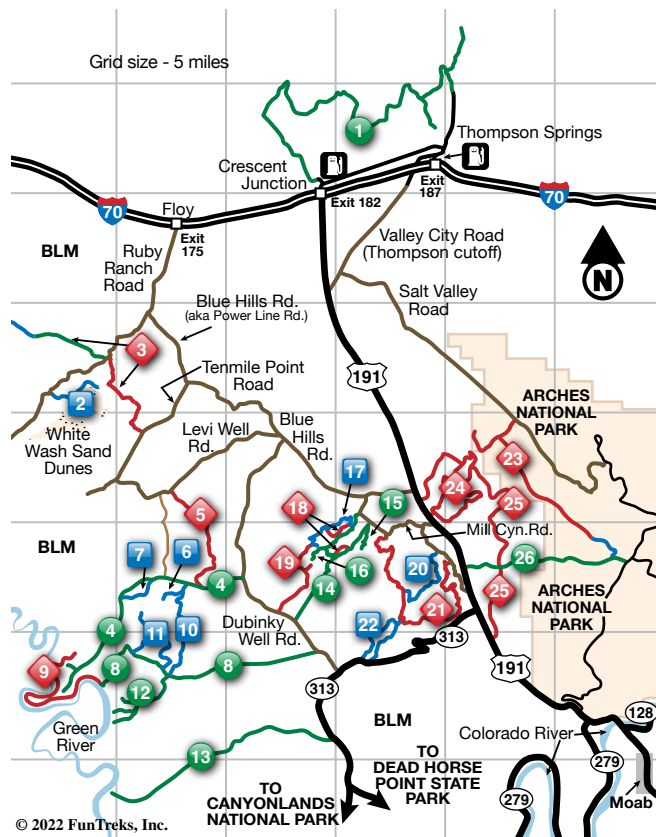 Grid size - 5 miles
1
Thompson Springs
Crescent
Junction
Exit 182
Exit
187
70
70
Floy
Exit
175
BLM
Ruby
Ranch
Road
Valley City Road
(Thompson cutoff)
N
Blue Hills Rd.
(aka Power Line Rd.)
Salt Valley
Road
3
Tenmile Point
Road
191
2
White
Wash Sand
Dunes
Levi Well
Rd.
Blue
Hills
Rd.
ARCHES
NATIONAL
PARK
23
17
24
18
15
5
25
Mill Cyn.Rd.
BLM
7
6
19
16
20
26
4
14
25
ARCHES
NATIONAL
PARK
21
Dubinky
Well Rd.
4
11
10
22
313
9
8
8
191
12
313
Green
River
BLM
128
Colorado River
13
TO
DEAD HORSE
POINT STATE
PARK
279
TO
CANYONLANDS
NATIONAL PARK
279
Moab
© 2022 FunTreks, Inc.